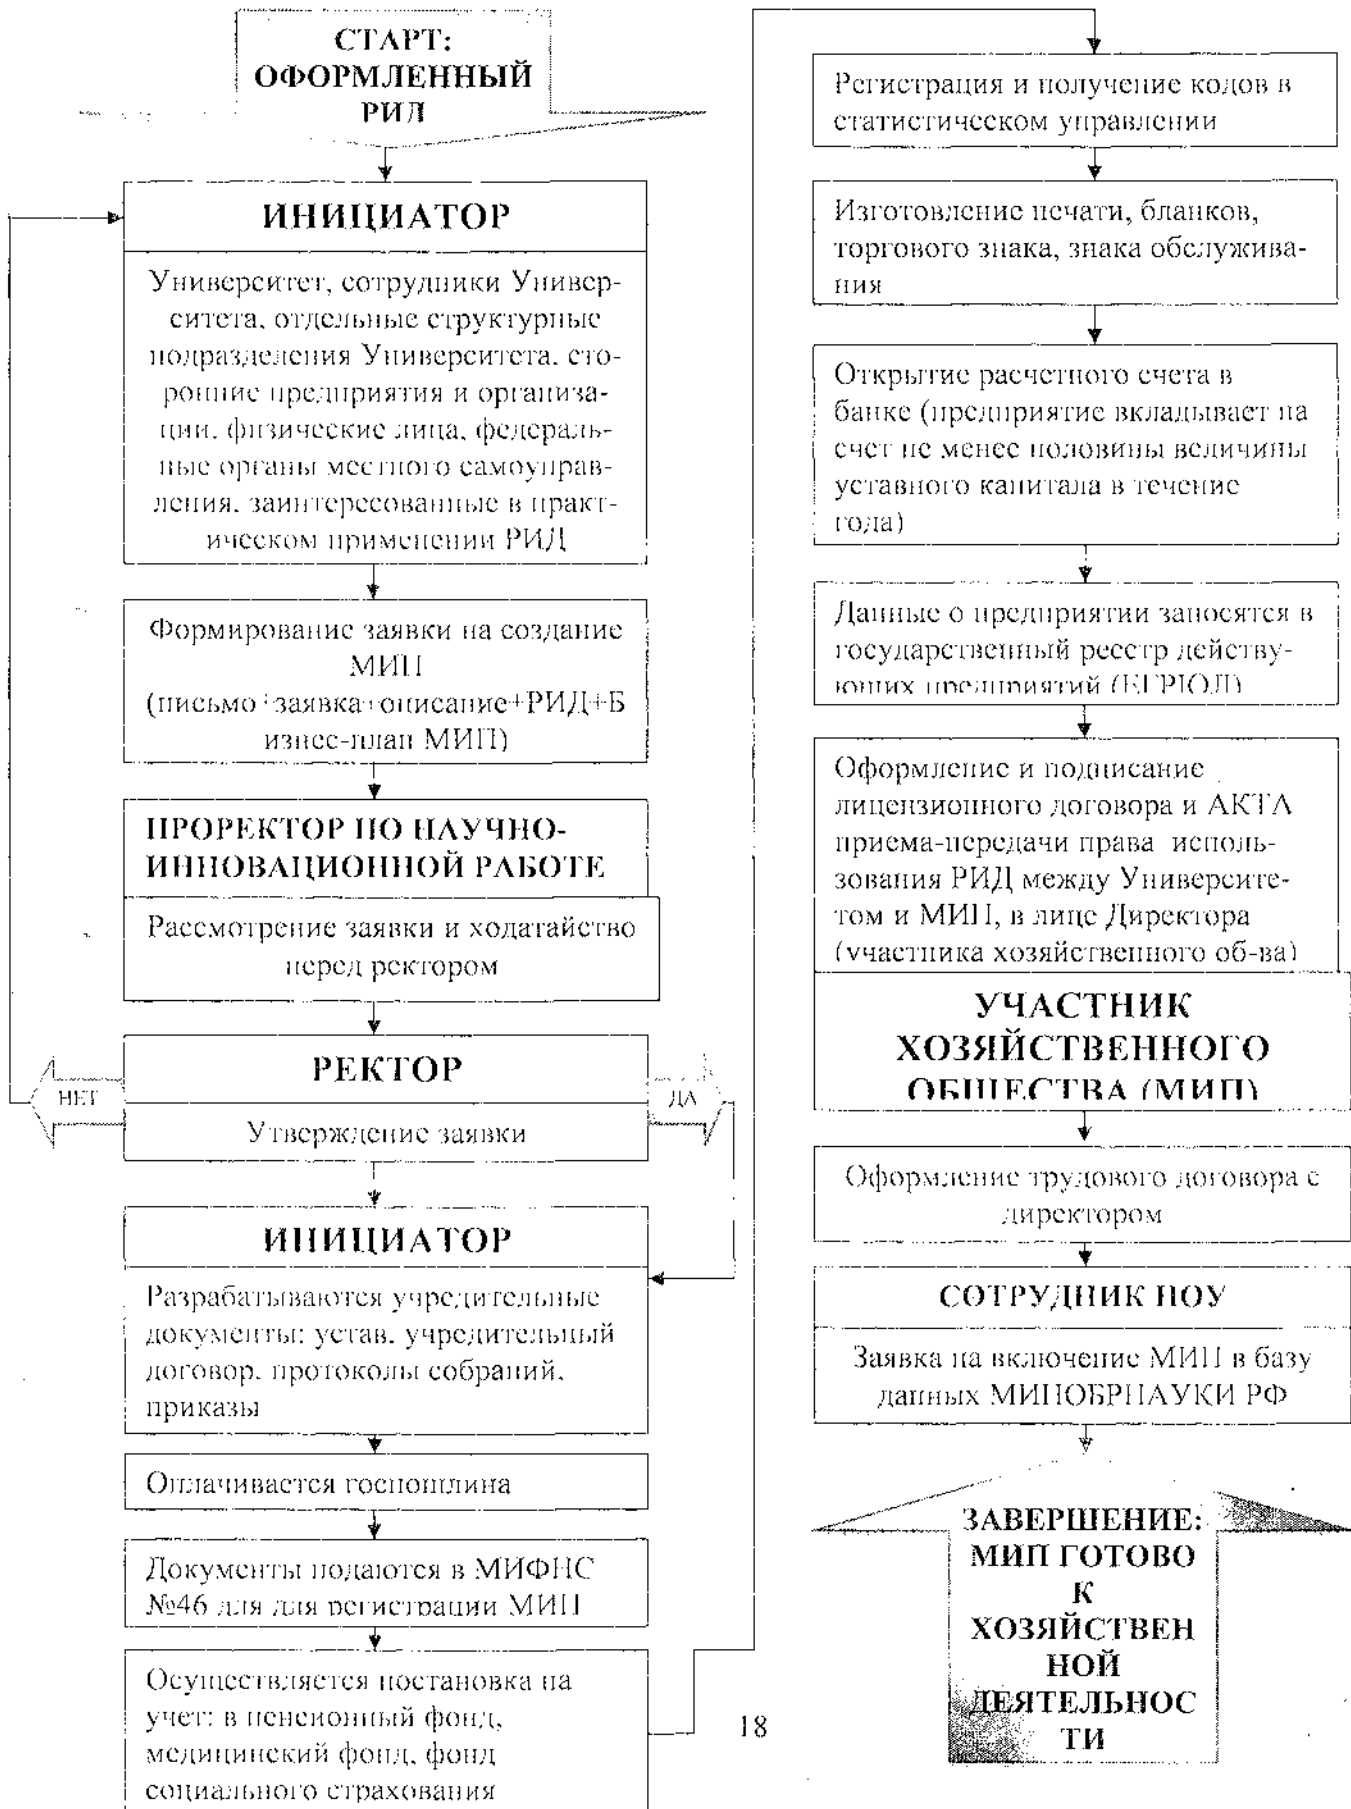 СТАРТ:
ОФОРМЛЕННЫЙ
РИД
ИНИЦИАТОР
Университет, сотрудники Универ-
ситета, отдельные структурные
подразделения Университета, сто-
ронние предприятия и организа-
ции, физические лица, федераль-
ные органы местного самоуправ-
ления, заинтересованные в практ-
ическом применении РИД
Формирование заявки на создание
МИП
(письмо+заявка+описание+РИД+Б
изнес-план МИП)
ПРОРЕКТОР ПО НАУЧНО-
ИННОВАЦИОННОЙ РАБОТЕ
Рассмотрение заявки и ходатайство
перед ректором
РЕКТОР
НЕТ
ДА
Утверждение заявки
ИНИЦИАТОР
Разрабатываются учредительные
документы: устав, учредительный
договор, протоколы собраний,
приказы
Оплачивается госпошлина
Документы подаются в МИФНС
№46 для для регистрации МИП
Осуществляется постановка на
учет: в пенсионный фонд,
медицинский фонд, фонд
социального страхования
Регистрация и получение кодов в
статистическом управлении
Изготовление печати, бланков,
торгового знака, знака обслужива-
ния
Открытие расчетного счета в
банке (предприятие вкладывает на
счет не менее половины величины
уставного капитала в течение
года)
Данные о предприятии заносятся в
государственный реестр действу-
ющих предприятий (ЕГРЮЛ)
Оформление и подписание
лицензионного договора и АКТА
приема-передачи права исполь-
зования РИД между Университе-
том и МИП, в лице Директора
(участника хозяйственного об-ва)
УЧАСТНИК
ХОЗЯЙСТВЕННОГО
ОБЩЕСТВА (МИП)
Оформление трудового договора с
директором
СОТРУДНИК НОУ
Заявка на включение МИП в базу
данных МИНОБРНАУКИ РФ
ЗАВЕРШЕНИЕ:
МИП ГОТОВО
К
ХОЗЯЙСТВЕН
НОЙ
ДЕЯТЕЛЬНОС
ТИ
18